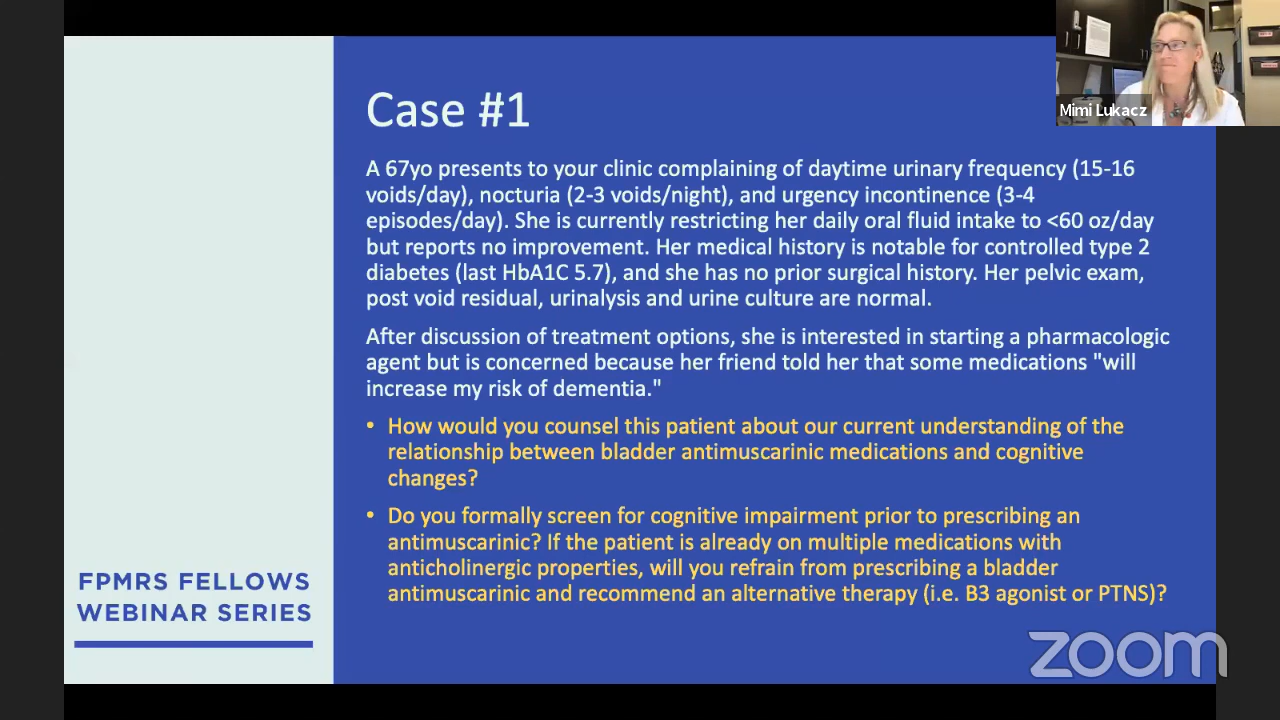 Case #1
Mimi Lukacz
A 67yo presents to your clinic complaining of daytime urinary frequency (15-16
voids/day), nocturia (2-3 voids/night), and urgency incontinence (3-4
episodes/day). She is currently restricting her daily oral fluid intake to <60 oz/day
but reports no improvement. Her medical history is notable for controlled type 2
diabetes (last HbA1C 5.7), and she has no prior surgical history. Her pelvic exam,
post void residual, urinalysis and urine culture are normal.
After discussion of treatment options, she is interested in starting a pharmacologic
agent but is concerned because her friend told her that some medications "will
increase my risk of dementia."
• How would you counsel this patient about our current understanding of the
relationship between bladder antimuscarinic medications and cognitive
changes?
• Do you formally screen for cognitive impairment prior to prescribing an
antimuscarinic? If the patient is already on multiple medications with
anticholinergic properties, will you refrain from prescribing a bladder
antimuscarinic and recommend an alternative therapy (i.e. B3 agonist or PTNS)?
FPMRS FELLOWS
WEBINAR SERIES
zoom